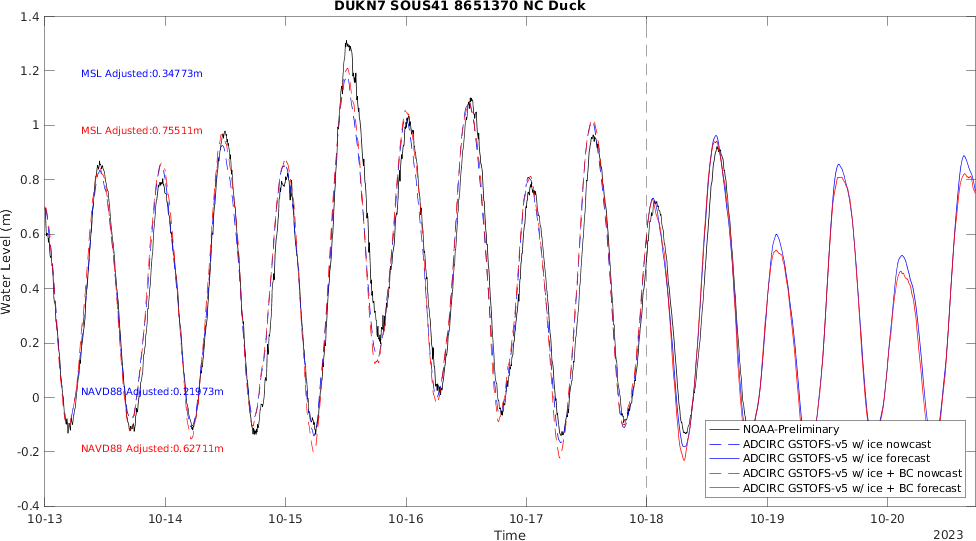 DUKN7 SOUS41 8651370 NC Duck
1.4
1.2
1
0.8
0.6
0.4
0.2
0
-0.2
-0.4
Water Level (m)
MSL Adjusted:0.34773m
MSL Adjusted:0.75511m
NAVD88 Adjusted:0.21973m
NAVD88 Adjusted:0.62711m
NOAA-Preliminary
ADCIRC GSTOFS-v5 w/ ice nowcast
ADCIRC GSTOFS-v5 w/ ice forecast
ADCIRC GSTOFS-v5 w/ ice + BC nowcast
ADCIRC GSTOFS-v5 w/ ice + BC forecast
10-13 10-14 10-15 10-16 10-17 10-18 10-19 10-20
Time
2023